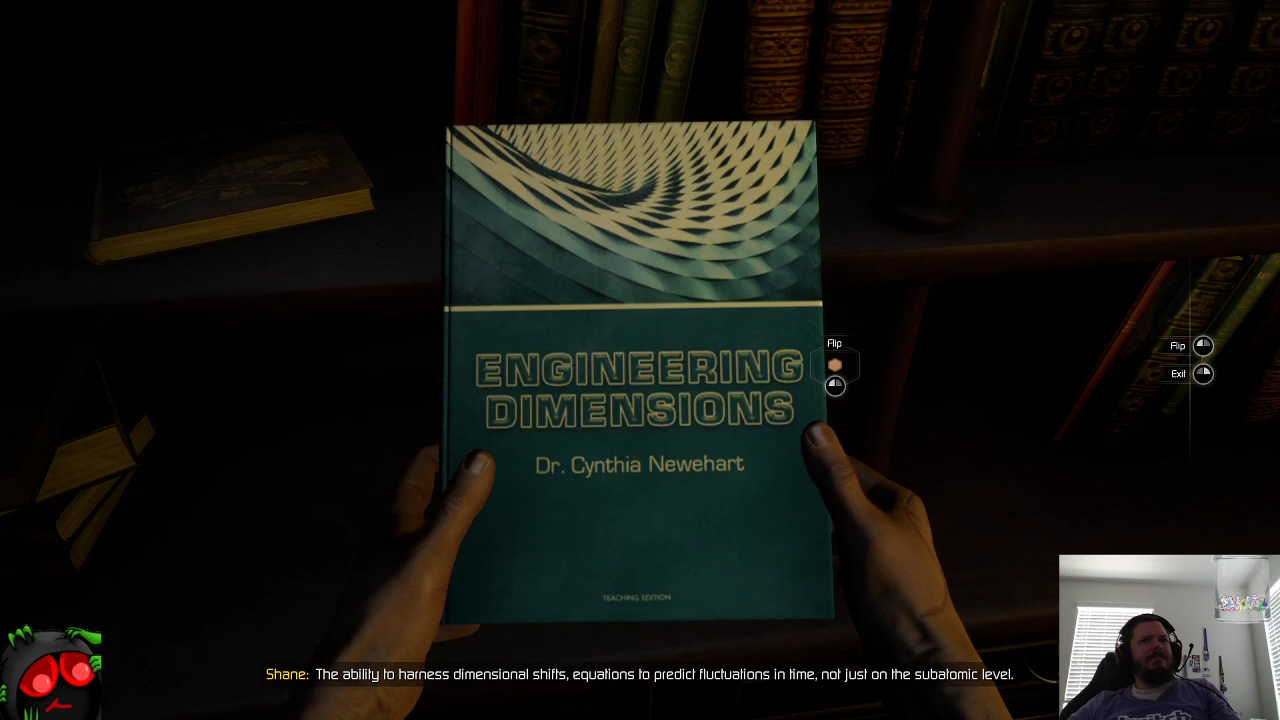 ENGINEERING
DIMENSIONS
Dr. Cynthia Newehart
TEACHING EDITION
Flip
Flip
Exit
Shane: The ability to harness dimensional shifts, equations to predict fluctuations in time, not just on the subatomic level.